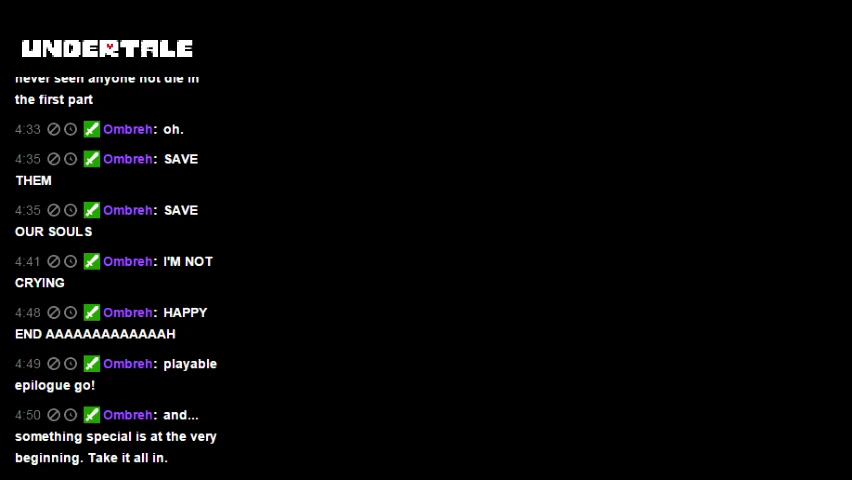 UNDERTALE
never seen anyone not die in
the first part
4:33 Ombreh: oh.
4:35 Ombreh: SAVE
THEM
4:35 Ombreh: SAVE
OUR SOULS
4:41 Ombreh: I'M NOT
CRYING
4:48 Ombreh: HAPPY
END AAAAAAAAAAAAAH
4:49 Ombreh: playable
epilogue go!
4:50 Ombreh: and...
something special is at the very
beginning. Take it all in.